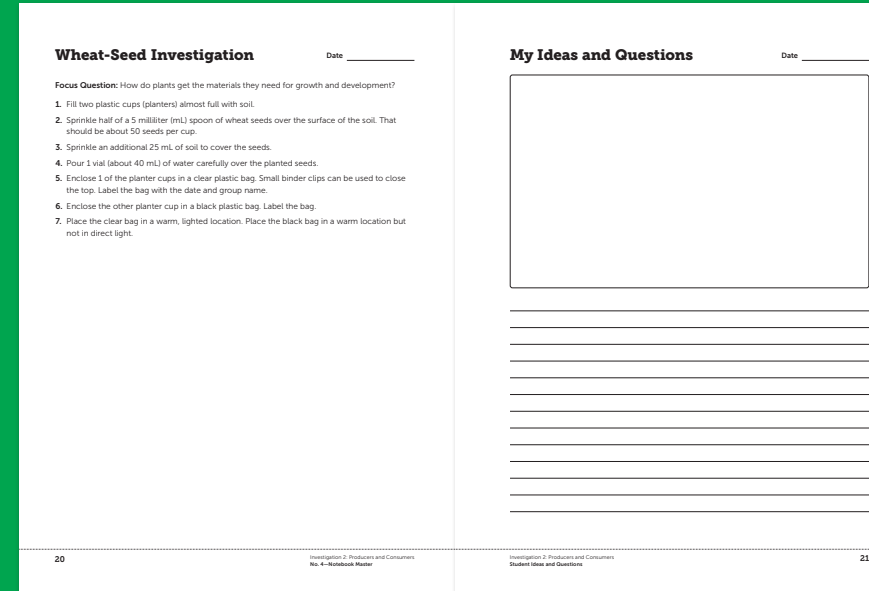 Wheat-Seed Investigation
Date
Focus Question: How do plants get the materials they need for growth and development?
1. Fill two plastic cups (planters) almost full with soil.
2. Sprinkle half of a 5 milliliter (mL) spoon of wheat seeds over the surface of the soil. That
should be about 50 seeds per cup.
3. Sprinkle an additional 25 mL of soil to cover the seeds.
4. Pour 1 vial (about 40 mL) of water carefully over the planted seeds.
5. Enclose 1 of the planter cups in a clear plastic bag. Small binder clips can be used to close
the top. Label the bag with the date and group name.
6. Enclose the other planter cup in a black plastic bag. Label the bag.
7. Place the clear bag in a warm, lighted location. Place the black bag in a warm location but
not in direct light.
20
Investigation 2: Producers and Consumers
No. 4—Notebook Master
My Ideas and Questions
Date
Investigation 2: Producers and Consumers
Student Ideas and Questions
21